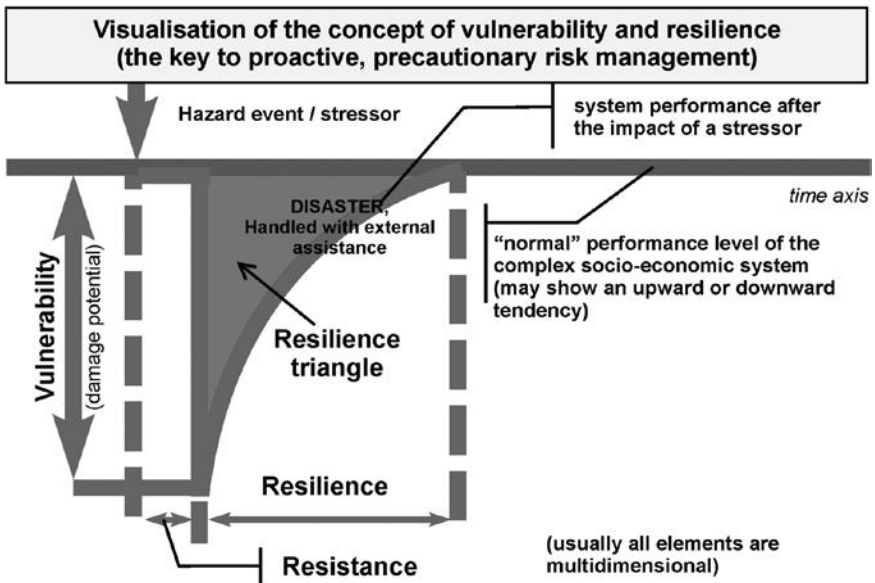 Visualisation of the concept of vulnerability and resilience
(the key to proactive, precautionary risk management)
Hazard event / stressor
system performance after
the impact of a stressor
time axis
DISASTER,
Handled with external
assistance
"normal" performance level of the
complex socio-economic system
(may show an upward or downward
tendency)
Vulnerability
(damage potential)
Resilience
triangle
Resilience
Resistance
(usually all elements are
multidimensional)